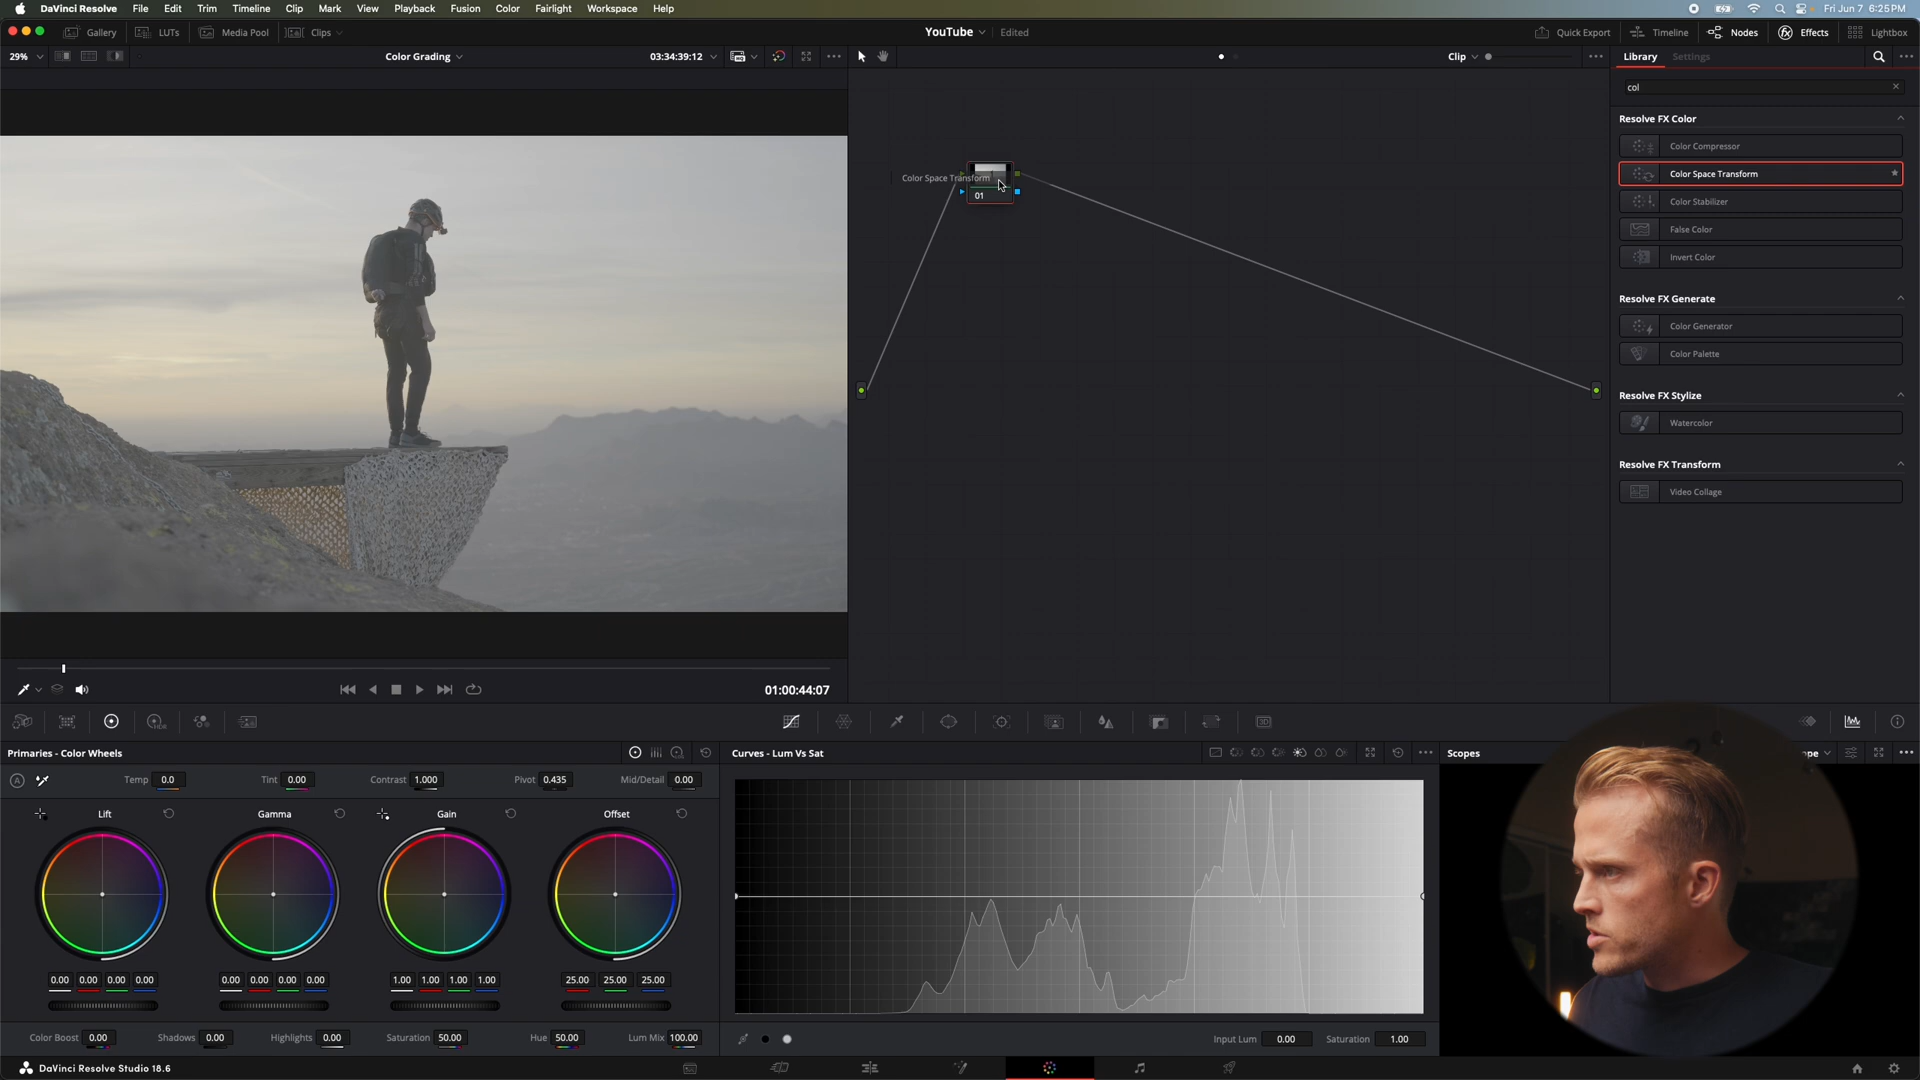 DaVinci Resolve File Edit Trim Timeline Clip Mark View Playback Fusion Color Fairlight Workspace Help Fri Jun 7 6:25 PM
Gallery LUTs Media Pool Clips YouTube Edited Quick Export Timeline Nodes Effects Lightbox
29% Color Grading 03:34:39:12 Clip Library Settings
col
Resolve FX Color
Color Compressor
Color Space Transform
Color Stabilizer
False Color
Invert Color
Resolve FX Generate
Color Generator
Color Palette
Resolve FX Stylize
Watercolor
Resolve FX Transform
Video Collage
Color Space Transform
01
01:00:44:07
HDR
3D
Primaries - Color Wheels
Curves - Lum Vs Sat
Scopes
ope
A
Temp 0.0 Tint 0.00 Contrast 1.000 Pivot 0.435 Mid/Detail 0.00
Lift Gamma Gain Offset
0.00 0.00 0.00 0.00 0.00 0.00 0.00 0.00 1.00 1.00 1.00 1.00 25.00 25.00 25.00
Color Boost 0.00 Shadows 0.00 Highlights 0.00 Saturation 50.00 Hue 50.00 Lum Mix 100.00
Input Lum 0.00 Saturation 1.00
DaVinci Resolve Studio 18.6